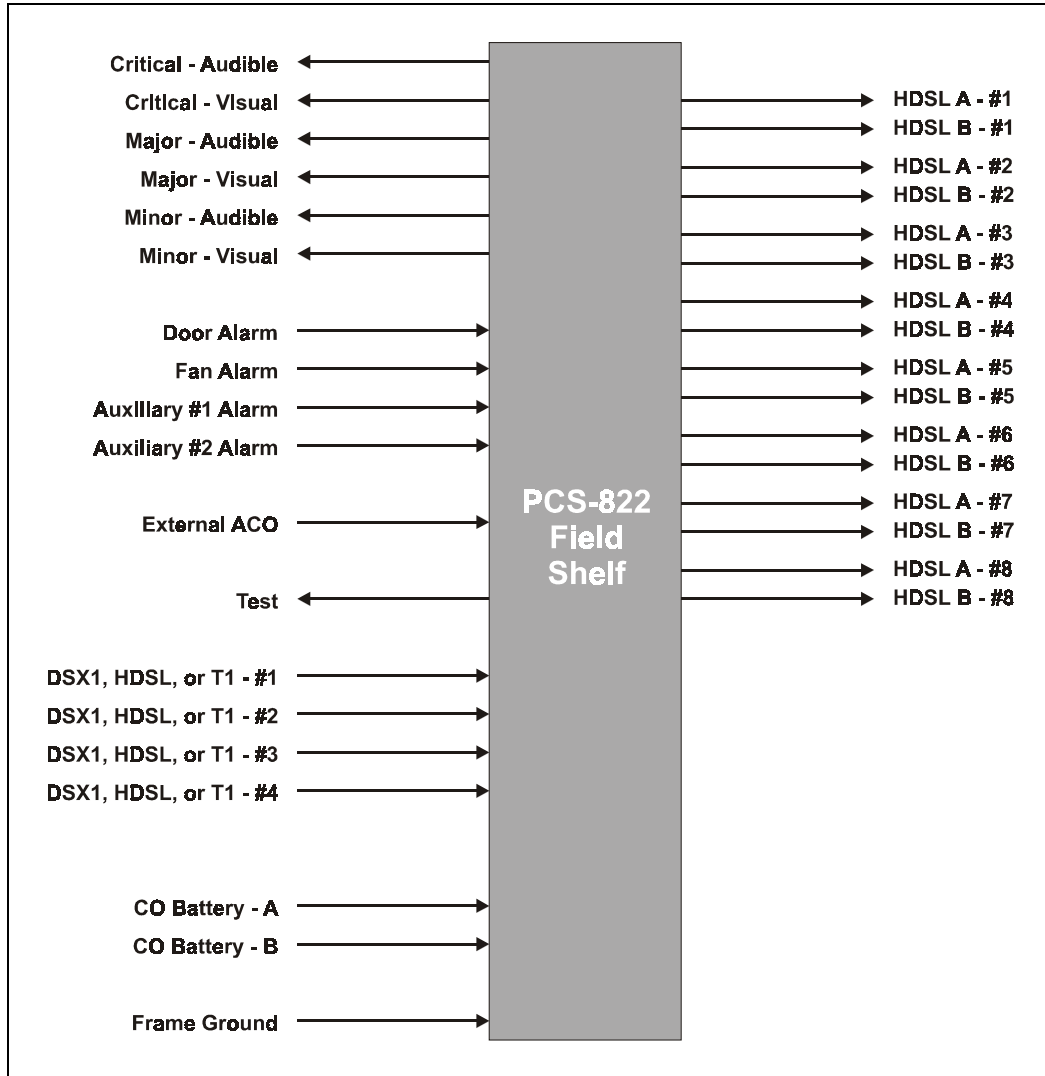 Critical - Audible
Critical - Visual
Major - Audible
Major - Visual
Minor - Audible
Minor - Visual
Door Alarm
Fan Alarm
Auxiliary #1 Alarm
Auxiliary #2 Alarm
External ACO
Test
DSX1, HDSL, or T1 - #1
DSX1, HDSL, or T1 - #2
DSX1, HDSL, or T1 - #3
DSX1, HDSL, or T1 - #4
CO Battery - A
CO Battery - B
Frame Ground
PCS-822
Field
Shelf
HDSL A - #1
HDSL B - #1
HDSL A - #2
HDSL B - #2
HDSL A - #3
HDSL B - #3
HDSL A - #4
HDSL B - #4
HDSL A - #5
HDSL B - #5
HDSL A - #6
HDSL B - #6
HDSL A - #7
HDSL B - #7
HDSL A - #8
HDSL B - #8